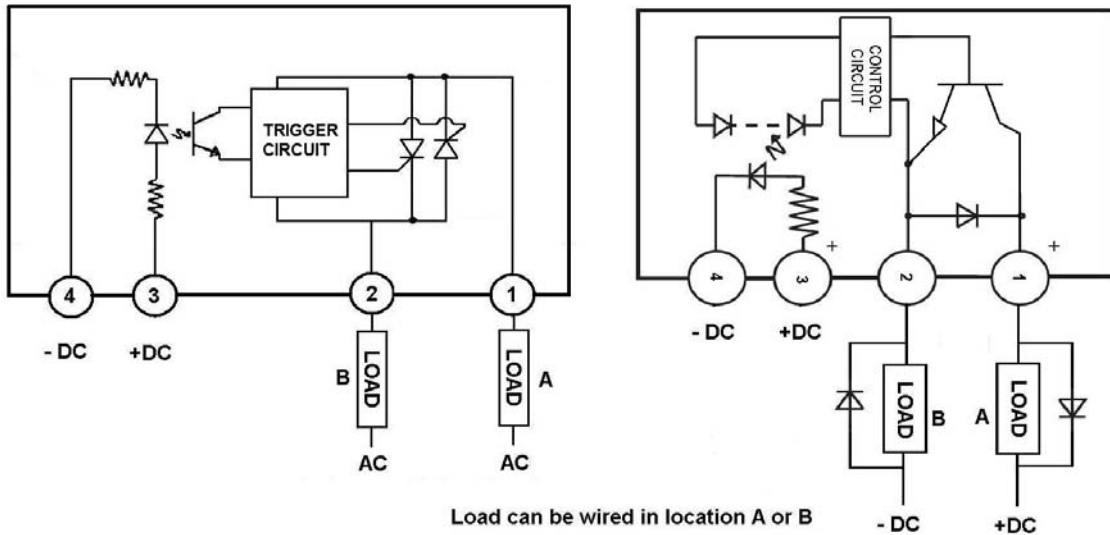 TRIGGER
CIRCUIT
4
3
2
1
- DC
+DC
B
LOAD
LOAD
A
AC
AC
CONTROL
CIRCUIT
+
+
4
3
2
1
- DC
+DC
LOAD
B
A
LOAD
- DC
+DC
Load can be wired in location A or B